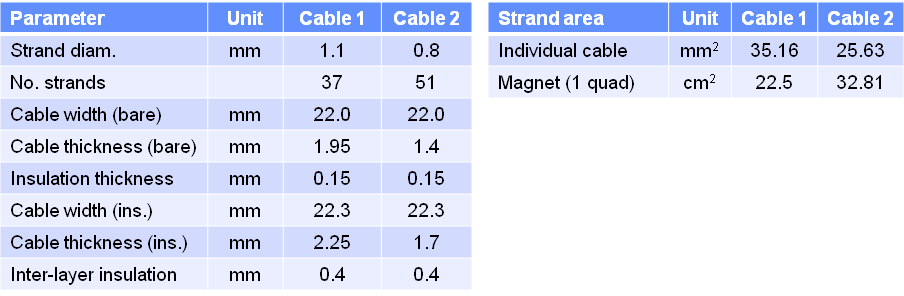 Parameter Unit Cable 1 Cable 2
Strand diam. mm 1.1 0.8
No. strands 37 51
Cable width (bare) mm 22.0 22.0
Cable thickness (bare) mm 1.95 1.4
Insulation thickness mm 0.15 0.15
Cable width (ins.) mm 22.3 22.3
Cable thickness (ins.) mm 2.25 1.7
Inter-layer insulation mm 0.4 0.4
Strand area Unit Cable 1 Cable 2
Individual cable mm² 35.16 25.63
Magnet (1 quad) cm² 22.5 32.81